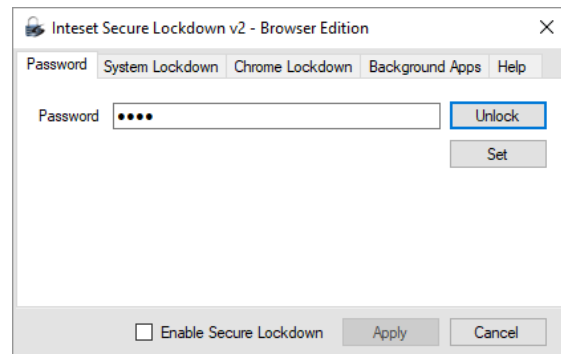 Inteset Secure Lockdown v2 - Browser Edition
Password System Lockdown Chrome Lockdown Background Apps Help
Password •••• Unlock
Set
Enable Secure Lockdown Apply Cancel